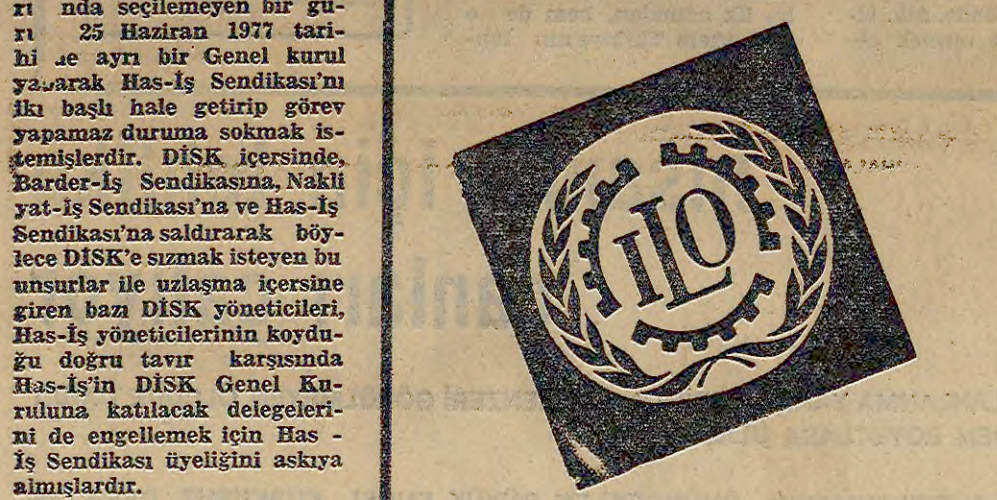 nda seçilemeyen bir gu-
25 Haziran 1977 tari-
ayrı bir Genel kurul
Has-İş Sendikası'nı
iki başlı hale getirip görev
yapamaz duruma sokmak is-
temişlerdir. DİSK içersinde,
Barder-İş Sendikasına, Nakli
yat-İş Sendikası'na ve Has-İş
Sendikası'na saldırarak böy-
lece DİSK'e sızmak isteyen bu
unsurlar ile uzlaşma içersine
giren bazı DİSK yöneticileri,
Has-İş yöneticilerinin koydu-
ğu doğru tavır karşısında
Has-İş'in DİSK Genel Ku-
ruluna katılacak delegeleri-
ni de engellemek için Has -
İş Sendikası üyeliğini askıya
almışlardır.
ILO